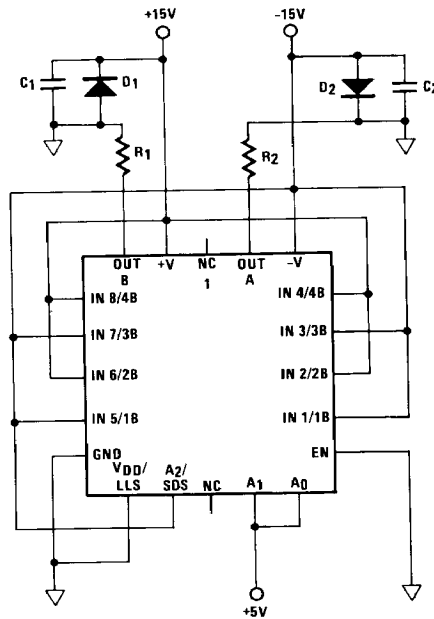 +15V
-15V
C1
D1
D2
C2
R1
R2
OUT B
+V
NC 1
OUT A
-V
IN 8/4B
IN 4/4B
IN 7/3B
IN 3/3B
IN 6/2B
IN 2/2B
IN 5/1B
IN 1/1B
GND
EN
VDD/ LLS
A2/ SDS
NC
A1
A0
+5V